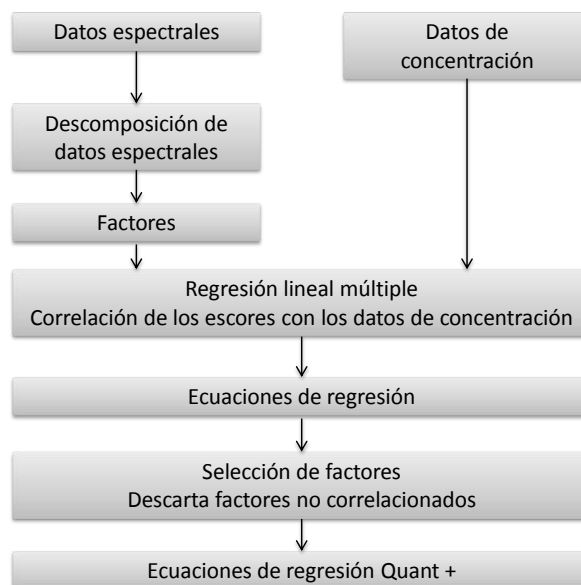 Datos espectrales
Datos de
concentración
Descomposición de
datos espectrales
Factores
Regresión lineal múltiple
Correlación de los escores con los datos de concentración
Ecuaciones de regresión
Selección de factores
Descarta factores no correlacionados
Ecuaciones de regresión Quant +